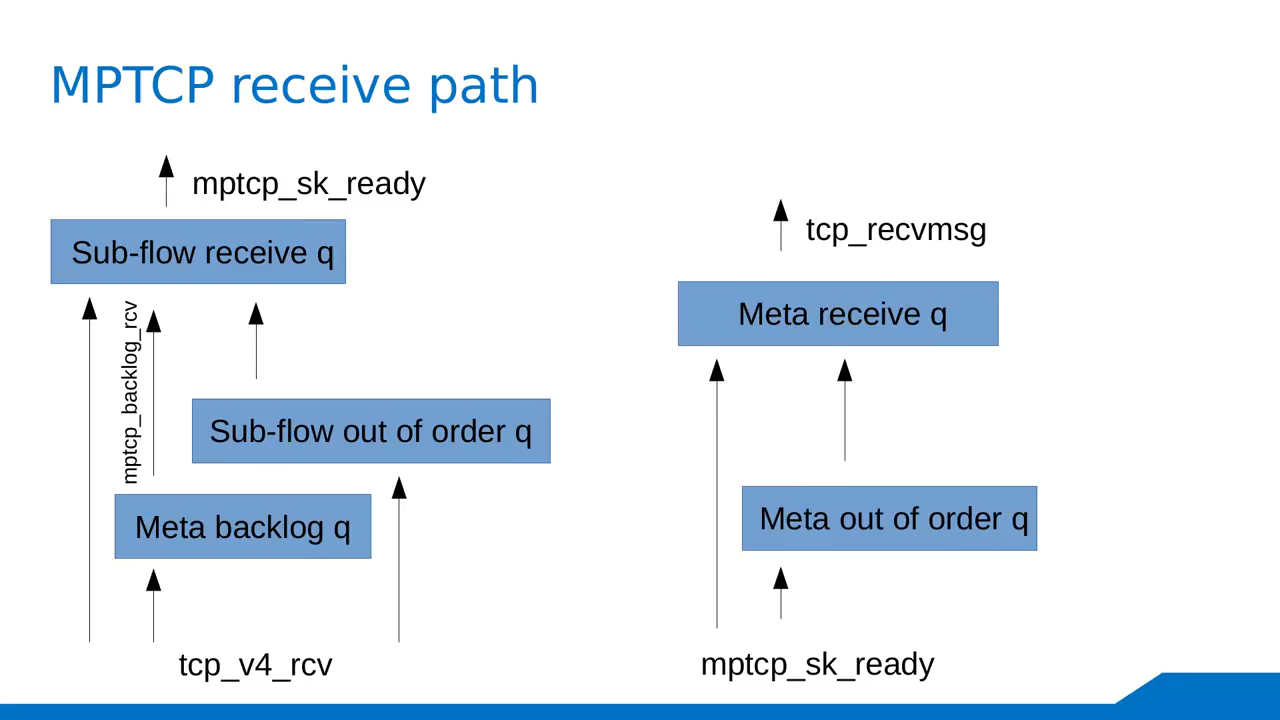 MPTCP receive path
mptcp_sk_ready
Sub-flow receive q
mptcp_backlog_rcv
Sub-flow out of order q
Meta backlog q
tcp_v4_rcv
tcp_recvmsg
Meta receive q
Meta out of order q
mptcp_sk_ready